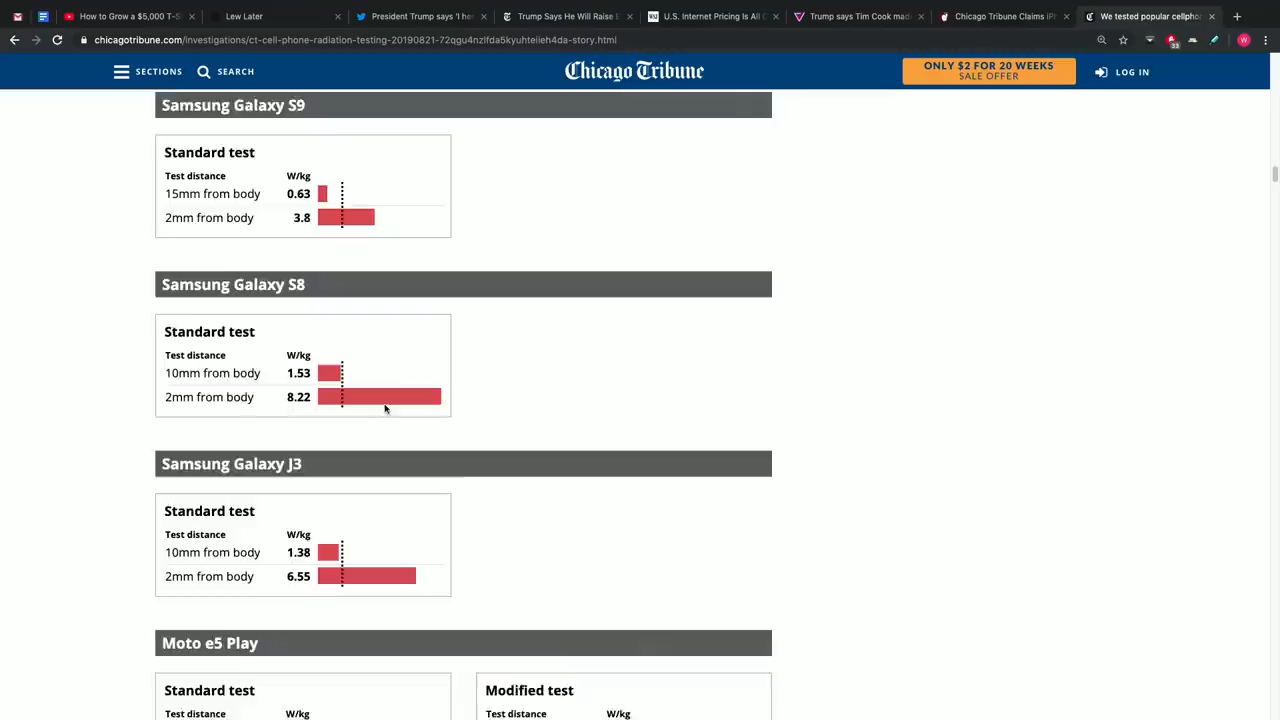 How to Grow a $5,000 T-S
Lew Later
President Trump says 'I her
Trump Says He Will Raise E
U.S. Internet Pricing Is All C
Trump says Tim Cook made
Chicago Tribune Claims iPh
We tested popular cellphon
chicagotribune.com/investigations/ct-cell-phone-radiation-testing-20190821-72qgu4nzlfda5kyuhteiieh4da-story.html
33
W
SECTIONS
SEARCH
Chicago Tribune
ONLY $2 FOR 20 WEEKS
SALE OFFER
LOG IN
Samsung Galaxy S9
Standard test
Test distance W/kg
15mm from body 0.63
2mm from body 3.8
Samsung Galaxy S8
Standard test
Test distance W/kg
10mm from body 1.53
2mm from body 8.22
Samsung Galaxy J3
Standard test
Test distance W/kg
10mm from body 1.38
2mm from body 6.55
Moto e5 Play
Standard test Modified test
Test distance W/kg Test distance W/kg